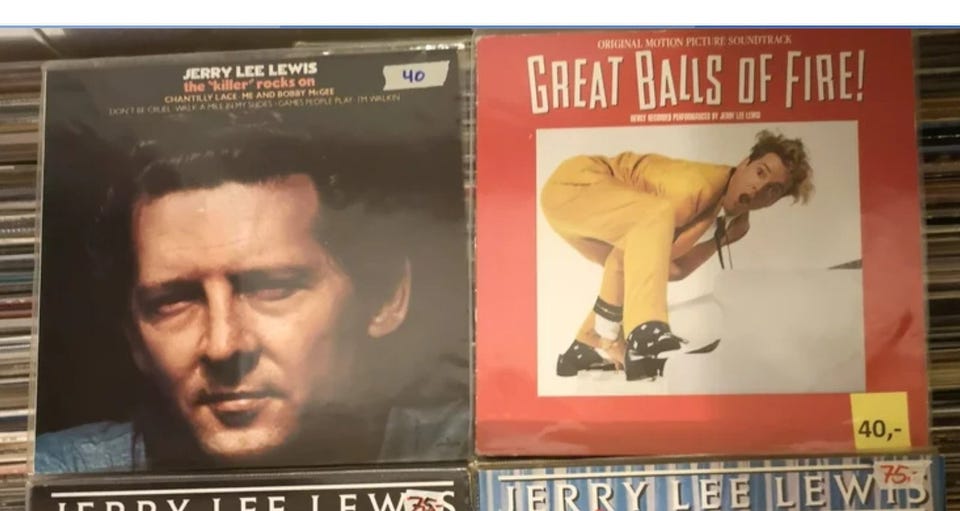 JERRY LEE LEWIS
the "killer" rocks on
CHANTILLY LACE · ME AND BOBBY McGEE
DON'T BE CRUEL · WALK A MILE IN MY SHOES · GAMES PEOPLE PLAY · I'M WALKIN
40
ORIGINAL MOTION PICTURE SOUNDTRACK
GREAT BALLS OF FIRE!
NEWLY RECORDED PERFORMANCES BY JERRY LEE LEWIS
40,-
JERRY LEE LEWIS
75-
JERRY LEE LEWIS
75,-